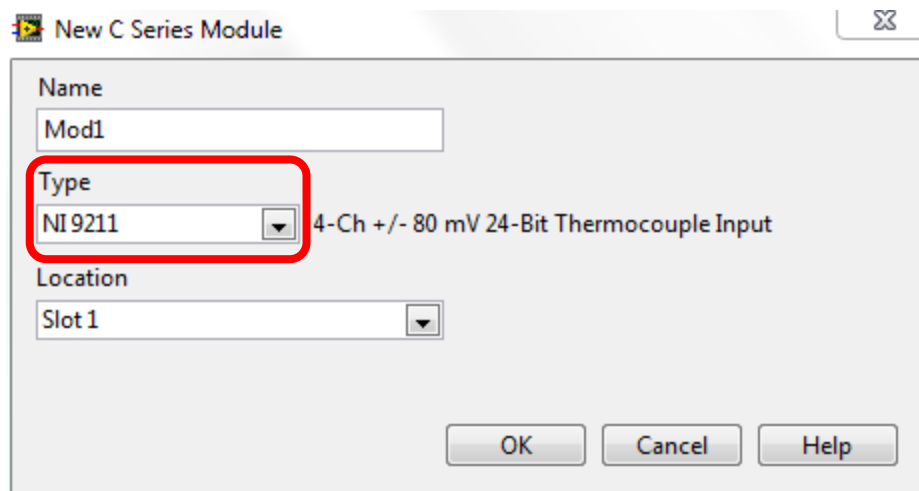 New C Series Module
Name
Mod1
Type
NI 9211
4-Ch +/- 80 mV 24-Bit Thermocouple Input
Location
Slot 1
OK Cancel Help